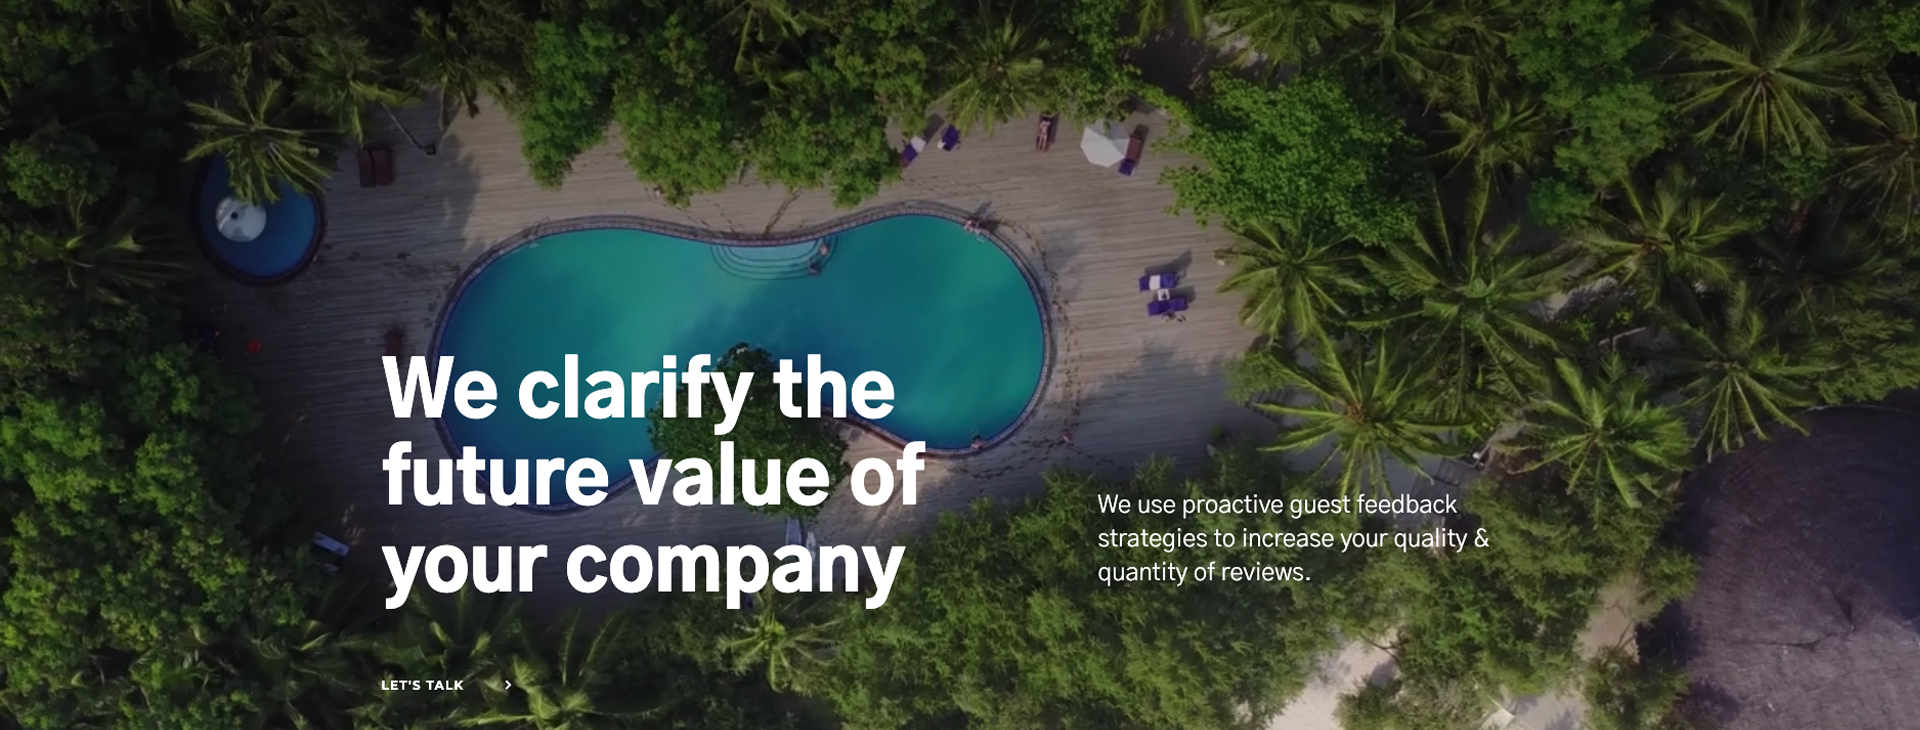 We clarify the
future value of
your company
We use proactive guest feedback
strategies to increase your quality &
quantity of reviews.
LET'S TALK